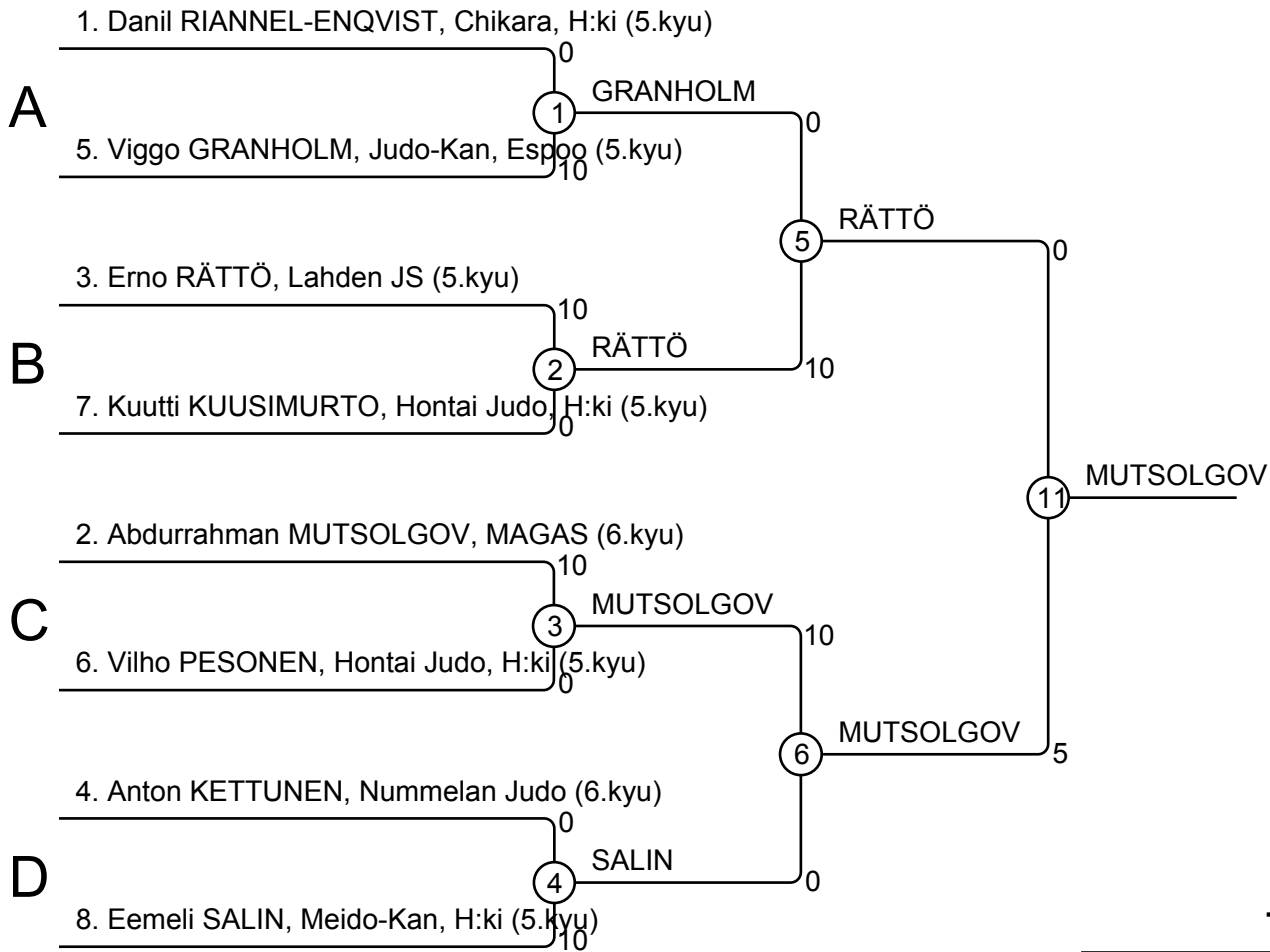 1. Danil RIANNEL-ENQVIST, Chikara, H:ki (5.kyu)
0
A
1
GRANHOLM
0
5. Viggo GRANHOLM, Judo-Kan, Espoo (5.kyu)
10
5
RÄTTÖ
0
3. Erno RÄTTÖ, Lahden JS (5.kyu)
10
B
2
RÄTTÖ
10
7. Kuutti KUUSIMURTO, Hontai Judo, H:ki (5.kyu)
0
11
MUTSOLGOV
2. Abdurrahman MUTSOLGOV, MAGAS (6.kyu)
10
C
3
MUTSOLGOV
10
6. Vilho PESONEN, Hontai Judo, H:ki (5.kyu)
0
6
MUTSOLGOV
5
4. Anton KETTUNEN, Nummelan Judo (6.kyu)
0
D
4
SALIN
0
8. Eemeli SALIN, Meido-Kan, H:ki (5.kyu)
10